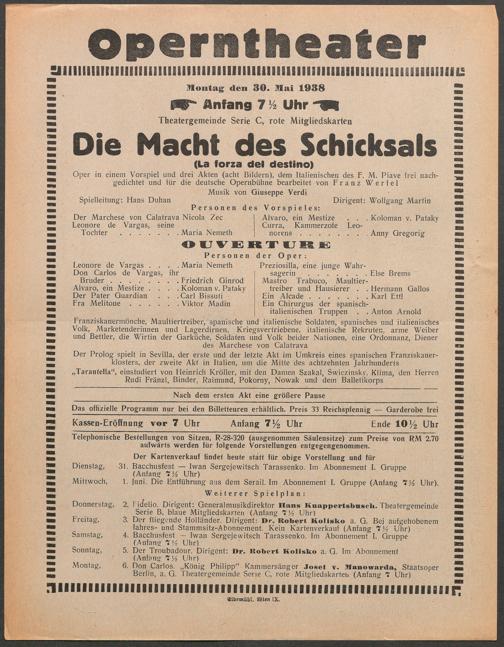 Operntheater
Montag den 30. Mai 1938
Anfang 7½ Uhr
Theatergemeinde Serie C, rote Mitgliedskarten
Die Macht des Schicksals
(La forza del destino)
Oper in einem Vorspiel und drei Akten (acht Bildern), dem Italienischen des F. M. Piave frei nach-
gedichtet und für die deutsche Opernbühne bearbeitet von Franz Werfel
Musik von Giuseppe Verdi
Spielleitung: Hans Duhan Dirigent: Wolfgang Martin
Personen des Vorspieles:
Der Marchese von Calatrava Nicola Zec
Leonore de Vargas, seine
Tochter . . . . . . . Maria Nemeth
Alvaro, ein Mestize . . . Koloman v. Pataky
Curra, Kammerzofe Leo-
norens . . . . . . . . Anny Gregorig
OUVERTURE
Personen der Oper:
Leonore de Vargas . . . . Maria Nemeth
Don Carlos de Vargas, ihr
Bruder . . . . . . . Friedrich Ginrod
Alvaro, ein Mestize . . . . Koloman v. Pataky
Der Pater Guardian . . . Carl Bissuti
Fra Melitone . . . . . . Viktor Madin
Preziosilla, eine junge Wahr-
sagerin . . . . . . . Else Brems
Mastro Trabuco, Maultier-
treiber und Hausierer . . Hermann Gallos
Ein Alcade . . . . . . . Karl Ettl
Ein Chirurgus der spanisch-
italienischen Truppen . . Anton Arnold
Franziskanermönche, Maultiertreiber, spanische und italienische Soldaten, spanisches und italienisches
Volk, Marketenderinnen und Lagerdirnen, Kriegsvertriebene, italienische Rekruten, arme Weiber
und Bettler, die Wirtin der Garküche, Soldaten und Volk beider Nationen, eine Ordonnanz, Diener
des Marchese von Calatrava
Der Prolog spielt in Sevilla, der erste und der letzte Akt im Umkreis eines spanischen Franziskaner-
klosters, der zweite Akt in Italien, um die Mitte des achtzehnten Jahrhunderts
„Tarantella“, einstudiert von Heinrich Kröller, mit den Damen Szakal, Swiczinsky, Klima, den Herren
Rudi Fränzl, Binder, Raimund, Pokorny, Nowak und dem Balletikorps
Nach dem ersten Akt eine größere Pause
Das offizielle Programm nur bei den Billetteuren erhältlich. Preis 33 Reichspfennig — Garderobe frei
Kassen-Eröffnung vor 7 Uhr Anfang 7½ Uhr Ende 10½ Uhr
Telephonische Bestellungen von Sitzen, R-28-320 (ausgenommen Säulensitze) zum Preise von RM 2.70
aufwärts werden für folgende Vorstellungen entgegengenommen.
Der Kartenverkauf findet heute statt für obige Vorstellung und für
Dienstag, 31. Bacchusfest — Iwan Sergejewitsch Tarassenko. Im Abonnement I. Gruppe
(Anfang 7½ Uhr)
Mittwoch, 1. Juni. Die Entführung aus dem Serail. Im Abonnement I. Gruppe (Anfang 7½ Uhr).
Weiterer Spielplan:
Donnerstag, 2. Fidelio. Dirigent: Generalmusikdirektor Hans Knappertsbusch. Theatergemeinde
Serie B, blaue Mitgliedskarten (Anfang 7½ Uhr)
Freitag, 3. Der fliegende Holländer. Dirigent: Dr. Robert Kolisko a. G. Bei aufgehobenem
Jahres- und Stammsitz-Abonnement. Kein Kartenverkauf (Anfang 7½ Uhr)
Samstag, 4. Bacchusfest — Iwan Sergejewitsch Tarassenko. Im Abonnement I. Gruppe
(Anfang 7½ Uhr)
Sonntag, 5. Der Troubadour. Dirigent: Dr. Robert Kolisko a. G. Im Abonnement
(Anfang 7½ Uhr)
Montag, 6. Don Carlos. „König Philipp“ Kammersänger Josef v. Manowarda, Staatsoper
Berlin, a. G. Theatergemeinde Serie C, rote Mitgliedskarten (Anfang 7 Uhr)
Elbemühl, Wien IX.